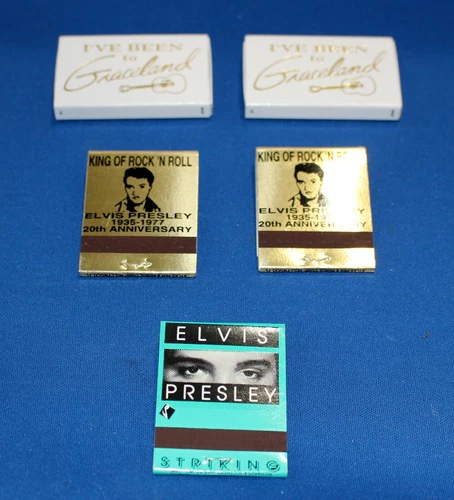 I'VE BEEN
to
Graceland
I'VE BEEN
to
Graceland
KING OF ROCK 'N ROLL
ELVIS PRESLEY
1935-1977
20th ANNIVERSARY
KING OF ROCK 'N
ELVIS PRESLEY
20th
ELVIS
PRESLEY
STRIKING